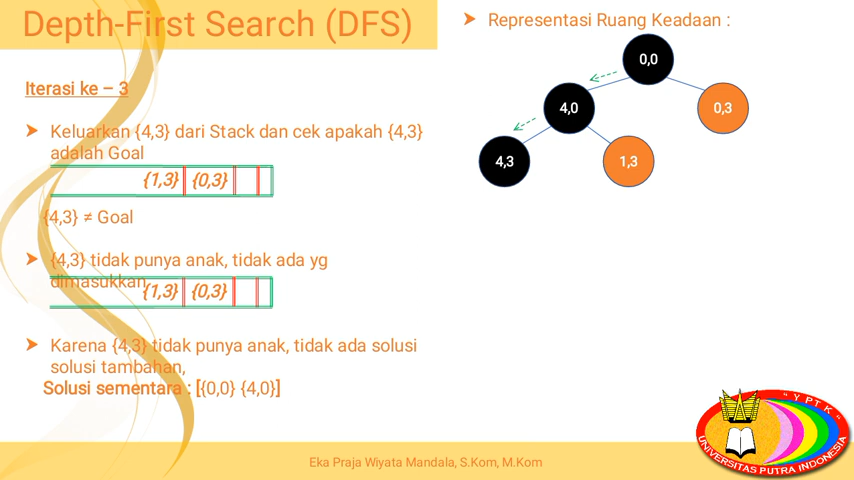 Depth-First Search (DFS)
Iterasi ke – 3
➤ Keluarkan {4,3} dari Stack dan cek apakah {4,3}
adalah Goal
{1,3} {0,3}
{4,3} ≠ Goal
➤ {4,3} tidak punya anak, tidak ada yg
dimasukkan
{1,3} {0,3}
➤ Karena {4,3} tidak punya anak, tidak ada solusi
solusi tambahan,
Solusi sementara : [{0,0} {4,0}]
➤ Representasi Ruang Keadaan :
0,0
4,0
0,3
4,3
1,3
Eka Praja Wiyata Mandala, S.Kom, M.Kom
"YPTK"
UNIVERSITAS PUTRA INDONESIA